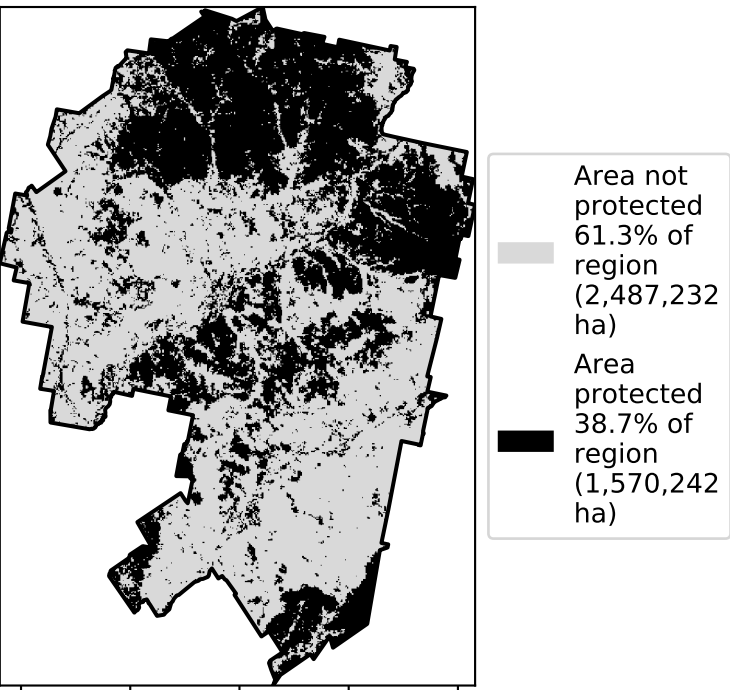 Area not
protected
61.3% of
region
(2,487,232
ha)
Area
protected
38.7% of
region
(1,570,242
ha)